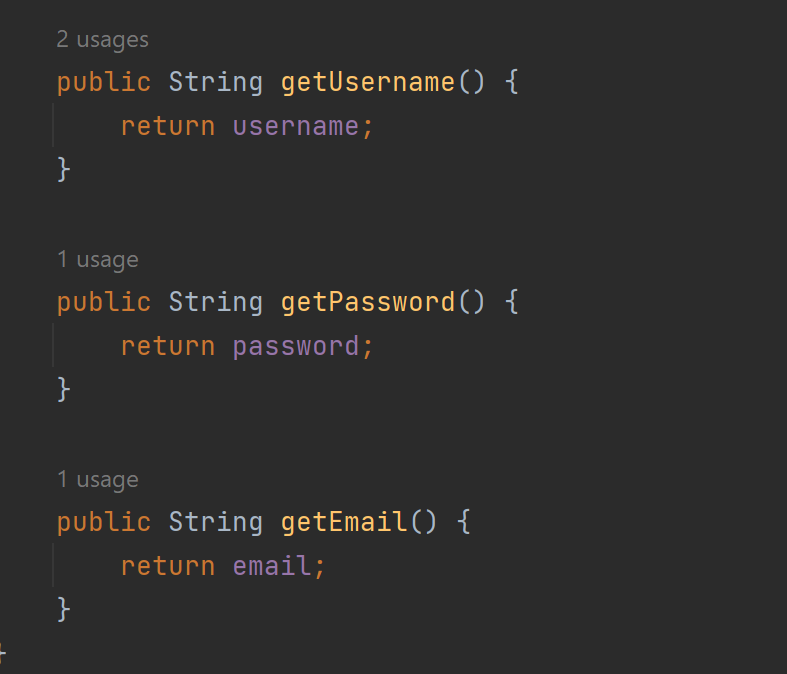 2 usages
public String getUsername() {
    return username;
}
1 usage
public String getPassword() {
    return password;
}
1 usage
public String getEmail() {
    return email;
}
}